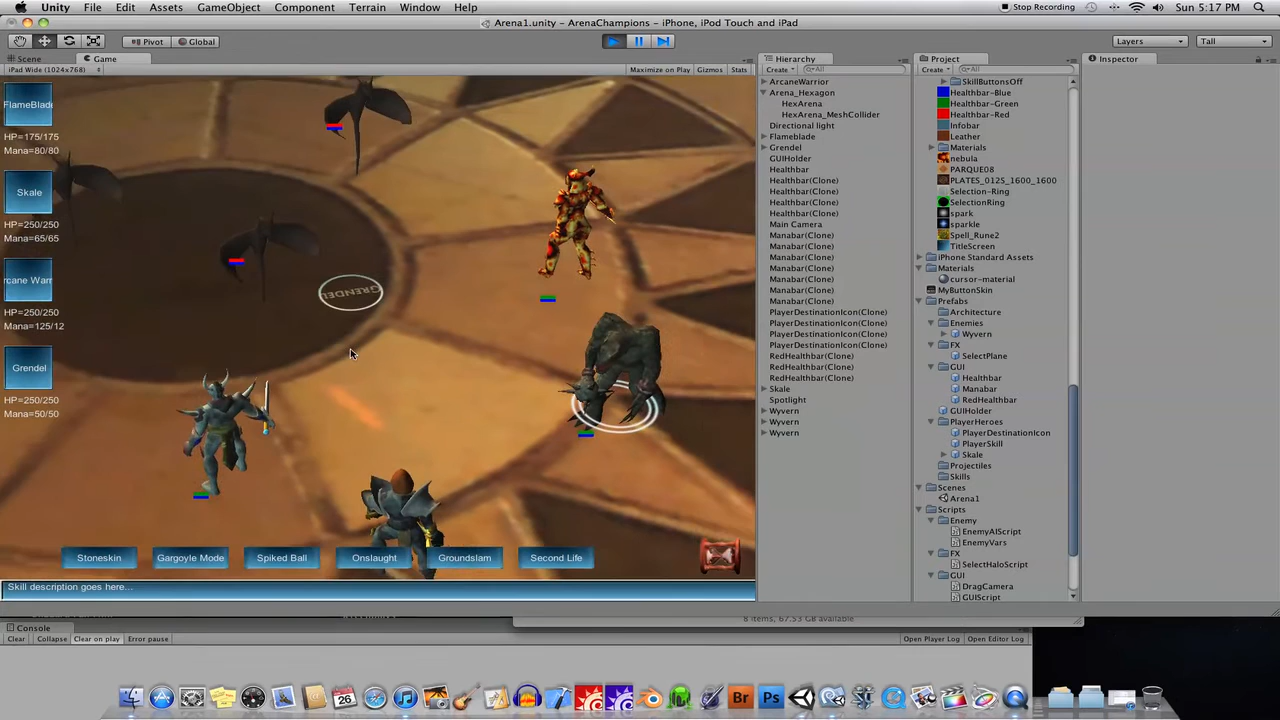 Unity File Edit Assets GameObject Component Terrain Window Help Stop Recording Sun 5:17 PM
Arena1.unity - ArenaChampions - iPhone, iPod Touch and iPad
Pivot Global Layers Tall
Scene Game
iPad Wide (1024x768) Maximize on Play Gizmos Stats
FlameBlade
HP=175/175
Mana=80/80
Skale
HP=250/250
Mana=65/65
rcane Warr
HP=250/250
Mana=125/12
Grendel
HP=250/250
Mana=50/50
GRENDEL
Stoneskin Gargoyle Mode Spiked Ball Onslaught Groundslam Second Life
Skill description goes here...
Hierarchy
Create All
ArcaneWarrior
Arena_Hexagon
HexArena
HexArena_MeshCollider
Directional light
Flameblade
Grendel
GUIHolder
Healthbar
Healthbar(Clone)
Healthbar(Clone)
Healthbar(Clone)
Healthbar(Clone)
Main Camera
Manabar(Clone)
Manabar(Clone)
Manabar(Clone)
Manabar(Clone)
Manabar(Clone)
Manabar(Clone)
Manabar(Clone)
PlayerDestinationIcon(Clone)
PlayerDestinationIcon(Clone)
PlayerDestinationIcon(Clone)
PlayerDestinationIcon(Clone)
RedHealthbar(Clone)
RedHealthbar(Clone)
RedHealthbar(Clone)
Skale
Spotlight
Wyvern
Wyvern
Wyvern
Project
Create All
SkillButtonsOff
Healthbar-Blue
Healthbar-Green
Healthbar-Red
Infobar
Leather
Materials
nebula
PARQUE08
PLATES_0125_1600_1600
Selection-Ring
SelectionRing
spark
sparkle
Spell_Rune2
TitleScreen
iPhone Standard Assets
Materials
cursor-material
MyButtonSkin
Prefabs
Architecture
Enemies
Wyvern
FX
SelectPlane
GUI
Healthbar
Manabar
RedHealthbar
GUIHolder
PlayerHeroes
PlayerDestinationIcon
PlayerSkill
Skale
Projectiles
Skills
Scenes
Arena1
Scripts
Enemy
EnemyAIScript
EnemyVars
FX
SelectHaloScript
GUI
DragCamera
GUIScript
Inspector
8 items, 67.53 GB available
Console
Clear Collapse Clear on play Error pause Open Player Log Open Editor Log
26
Br Ps